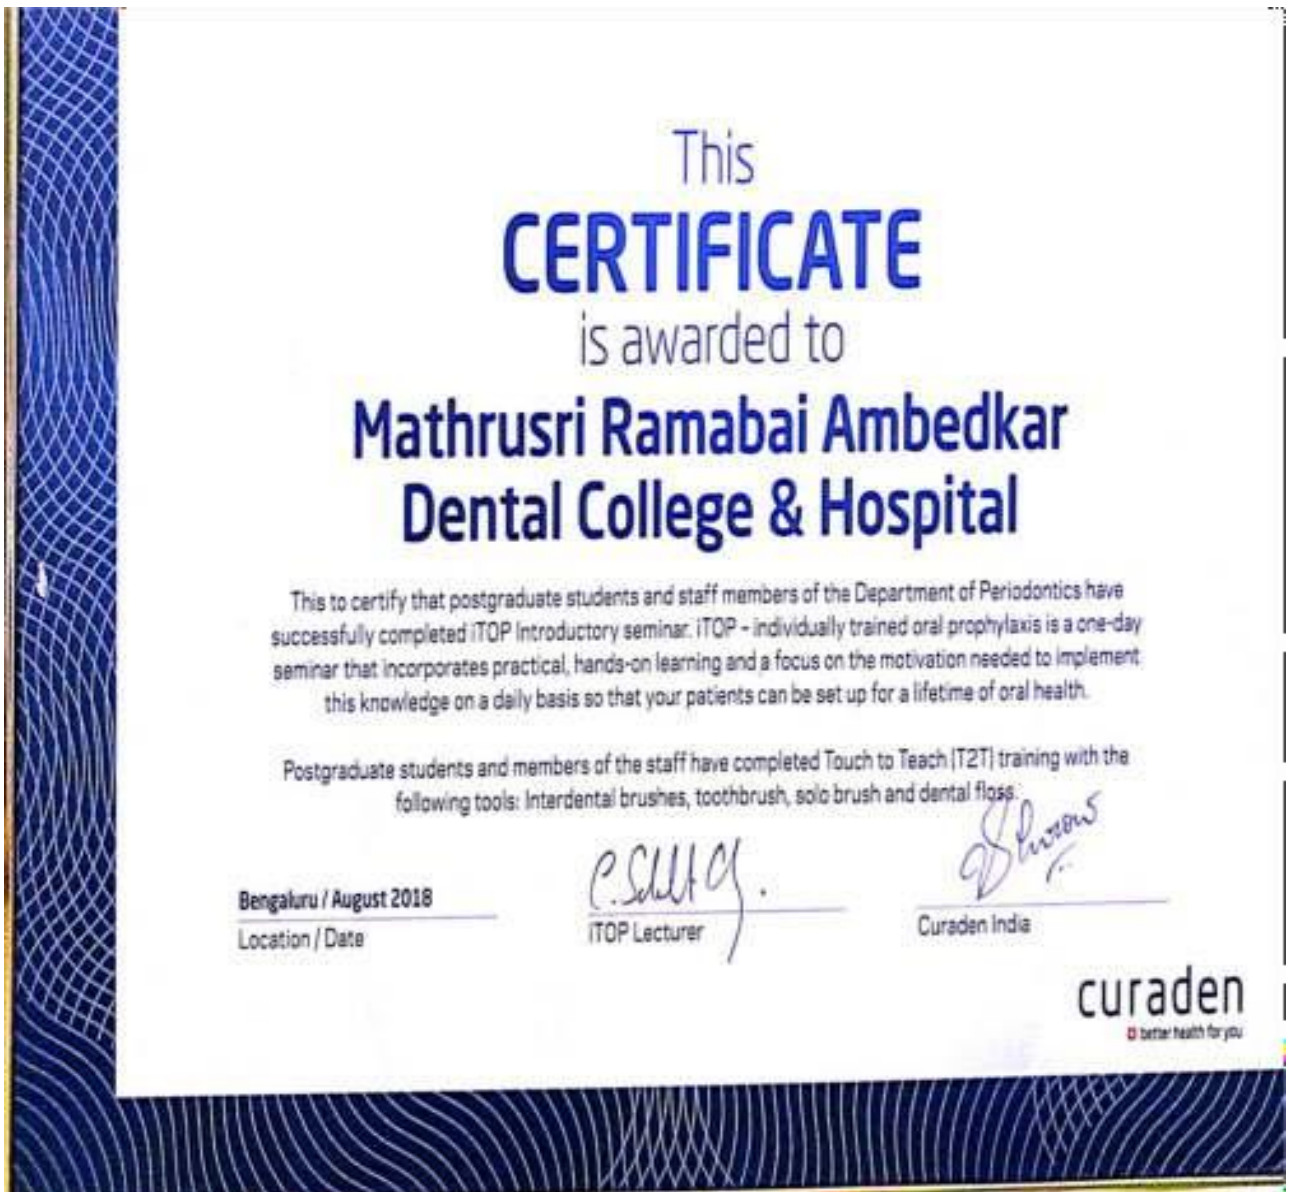 This
CERTIFICATE
is awarded to
Mathrusri Ramabai Ambedkar
Dental College & Hospital
This to certify that postgraduate students and staff members of the Department of Periodontics have
successfully completed iTOP Introductory seminar. iTOP - individually trained oral prophylaxis is a one-day
seminar that incorporates practical, hands-on learning and a focus on the motivation needed to implement
this knowledge on a daily basis so that your patients can be set up for a lifetime of oral health.
Postgraduate students and members of the staff have completed Touch to Teach [T2T] training with the
following tools: Interdental brushes, toothbrush, solo brush and dental floss.
Bengaluru / August 2018
Location / Date
iTOP Lecturer
Curaden India
curaden
better health for you